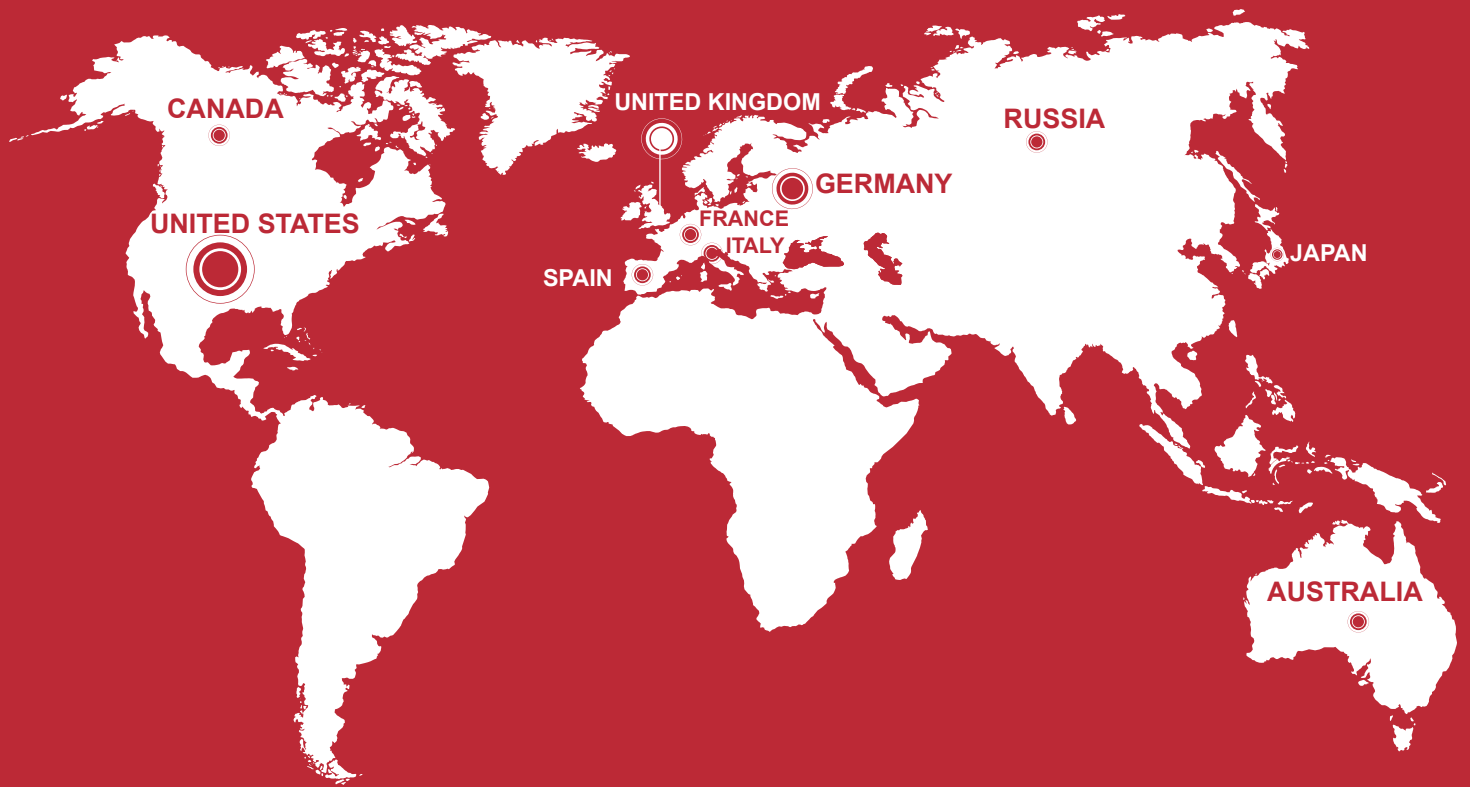 UNITED KINGDOM
CANADA
RUSSIA
GERMANY
FRANCE
UNITED STATES
ITALY
JAPAN
SPAIN
AUSTRALIA